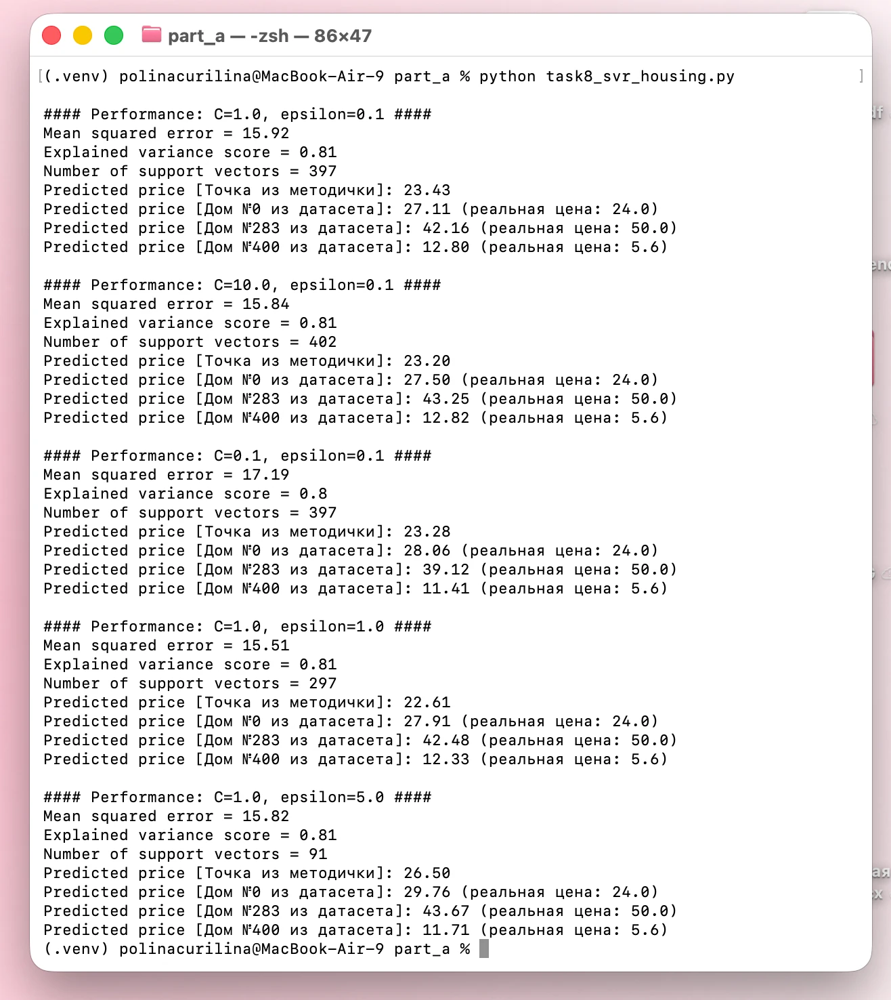 part_a — -zsh — 86×47
(.venv) polinacurilina@MacBook-Air-9 part_a % python task8_svr_housing.py
#### Performance: C=1.0, epsilon=0.1 ####
Mean squared error = 15.92
Explained variance score = 0.81
Number of support vectors = 397
Predicted price [Точка из методички]: 23.43
Predicted price [Дом №0 из датасета]: 27.11 (реальная цена: 24.0)
Predicted price [Дом №283 из датасета]: 42.16 (реальная цена: 50.0)
Predicted price [Дом №400 из датасета]: 12.80 (реальная цена: 5.6)
#### Performance: C=10.0, epsilon=0.1 ####
Mean squared error = 15.84
Explained variance score = 0.81
Number of support vectors = 402
Predicted price [Точка из методички]: 23.20
Predicted price [Дом №0 из датасета]: 27.50 (реальная цена: 24.0)
Predicted price [Дом №283 из датасета]: 43.25 (реальная цена: 50.0)
Predicted price [Дом №400 из датасета]: 12.82 (реальная цена: 5.6)
#### Performance: C=0.1, epsilon=0.1 ####
Mean squared error = 17.19
Explained variance score = 0.8
Number of support vectors = 397
Predicted price [Точка из методички]: 23.28
Predicted price [Дом №0 из датасета]: 28.06 (реальная цена: 24.0)
Predicted price [Дом №283 из датасета]: 39.12 (реальная цена: 50.0)
Predicted price [Дом №400 из датасета]: 11.41 (реальная цена: 5.6)
#### Performance: C=1.0, epsilon=1.0 ####
Mean squared error = 15.51
Explained variance score = 0.81
Number of support vectors = 297
Predicted price [Точка из методички]: 22.61
Predicted price [Дом №0 из датасета]: 27.91 (реальная цена: 24.0)
Predicted price [Дом №283 из датасета]: 42.48 (реальная цена: 50.0)
Predicted price [Дом №400 из датасета]: 12.33 (реальная цена: 5.6)
#### Performance: C=1.0, epsilon=5.0 ####
Mean squared error = 15.82
Explained variance score = 0.81
Number of support vectors = 91
Predicted price [Точка из методички]: 26.50
Predicted price [Дом №0 из датасета]: 29.76 (реальная цена: 24.0)
Predicted price [Дом №283 из датасета]: 43.67 (реальная цена: 50.0)
Predicted price [Дом №400 из датасета]: 11.71 (реальная цена: 5.6)
(.venv) polinacurilina@MacBook-Air-9 part_a %